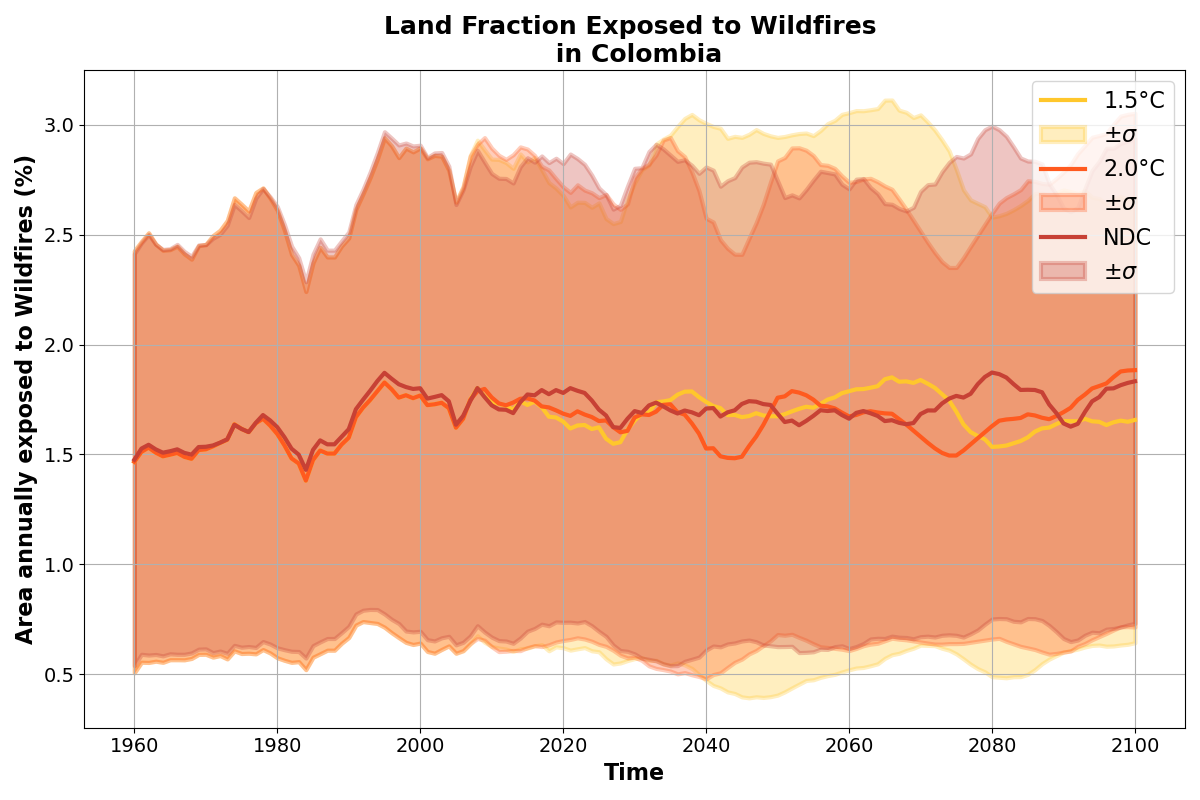 Land Fraction Exposed to Wildfires
in Colombia
Area annually exposed to Wildfires (%)
3.0
2.5
2.0
1.5
1.0
0.5
1.5°C
±σ
2.0°C
±σ
NDC
±σ
1960 1980 2000 2020 2040 2060 2080 2100
Time